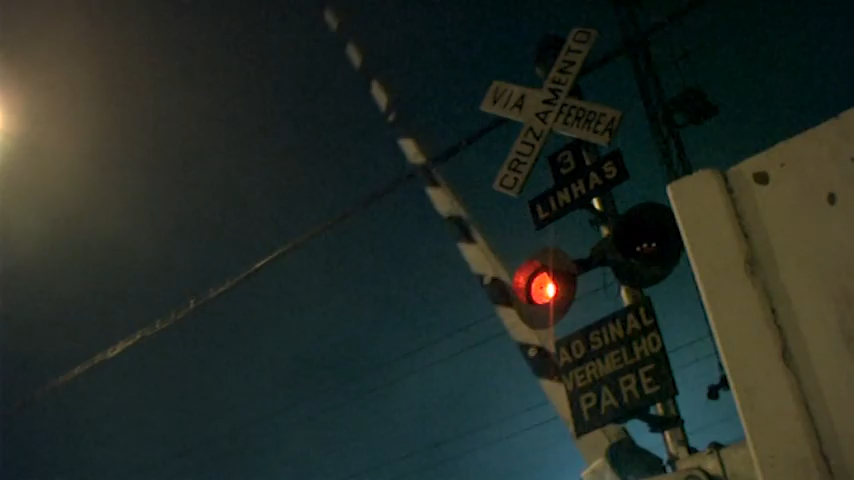 CRUZAMENTO
VIA FERREA
3
LINHAS
AO SINAL
VERMELHO
PARE